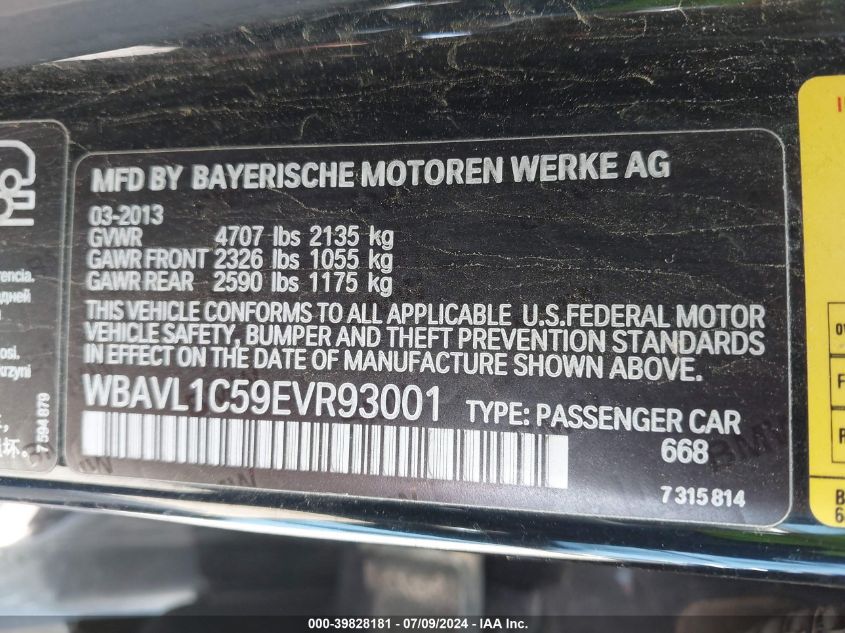 MFD BY BAYERISCHE MOTOREN WERKE AG
03-2013
GVWR 4707 lbs 2135 kg
GAWR FRONT 2326 lbs 1055 kg
GAWR REAR 2590 lbs 1175 kg
THIS VEHICLE CONFORMS TO ALL APPLICABLE U.S.FEDERAL MOTOR
VEHICLE SAFETY, BUMPER AND THEFT PREVENTION STANDARDS
IN EFFECT ON THE DATE OF MANUFACTURE SHOWN ABOVE.
WBAVL1C59EVR93001 TYPE: PASSENGER CAR
668
7 315 814
7 594 879
000-39828181 - 07/09/2024 - IAA Inc.